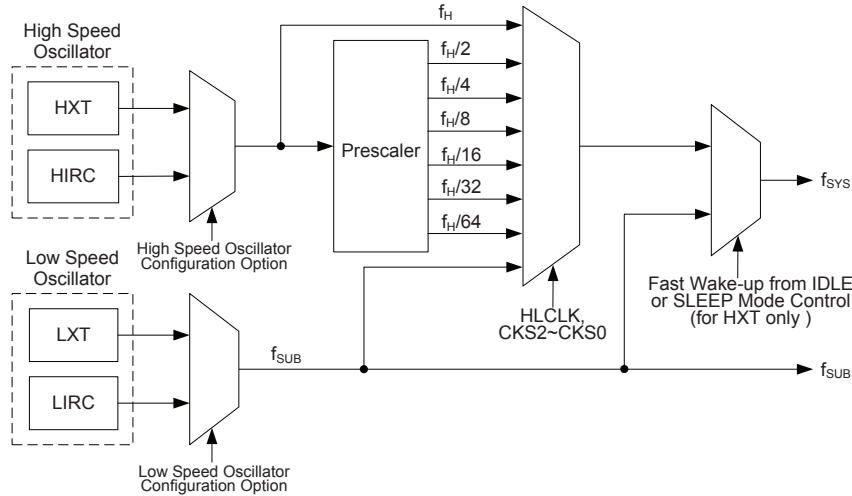 High Speed
Oscillator
HXT
HIRC
High Speed Oscillator
Configuration Option
Low Speed
Oscillator
LXT
LIRC
Low Speed Oscillator
Configuration Option
fH
Prescaler
fH/2
fH/4
fH/8
fH/16
fH/32
fH/64
fSUB
HLCLK,
CKS2~CKS0
Fast Wake-up from IDLE
or SLEEP Mode Control
(for HXT only )
fSYS
fSUB